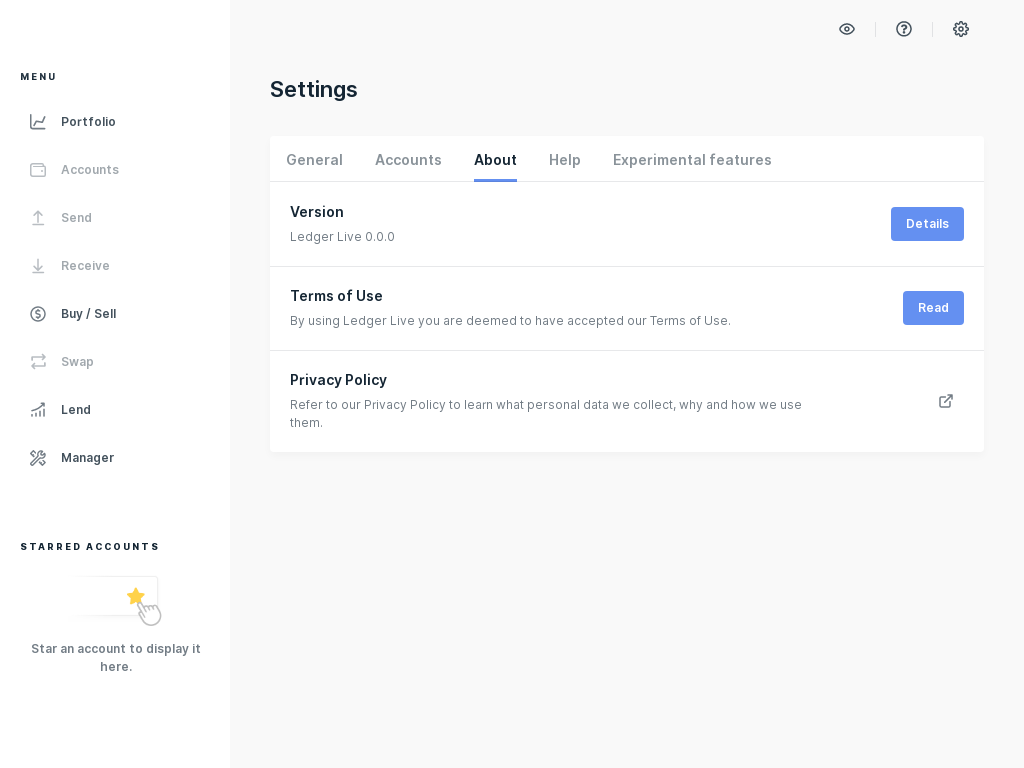 MENU
Portfolio
Accounts
Send
Receive
Buy / Sell
Swap
Lend
Manager
STARRED ACCOUNTS
Star an account to display it
here.
Settings
General Accounts About Help Experimental features
Version
Ledger Live 0.0.0
Details
Terms of Use
By using Ledger Live you are deemed to have accepted our Terms of Use.
Read
Privacy Policy
Refer to our Privacy Policy to learn what personal data we collect, why and how we use
them.